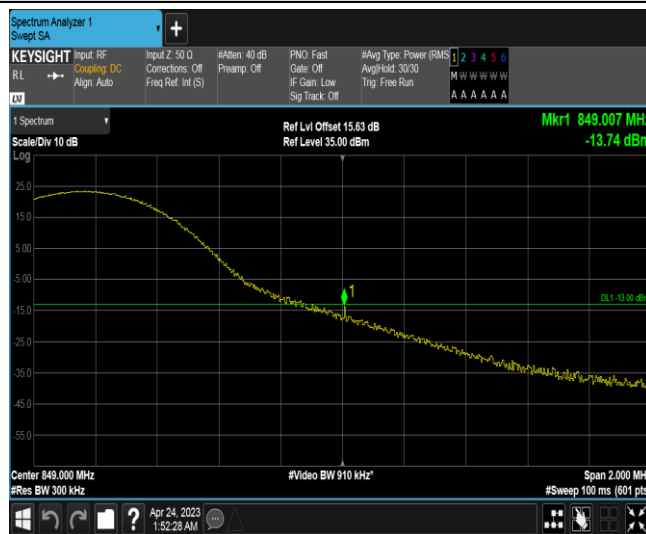 Spectrum Analyzer 1
Swept SA
+
KEYSIGHT
RL
LXI
Input: RF
Coupling: DC
Align: Auto
Input Z: 50 Ω
Corrections: Off
Freq Ref: Int (S)
#Atten: 40 dB
Preamp: Off
PNO: Fast
Gate: Off
IF Gain: Low
Sig Track: Off
#Avg Type: Power (RMS
Avg|Hold: 30/30
Trig: Free Run
1 2 3 4 5 6
M W W W W W
A A A A A A
1 Spectrum
Scale/Div 10 dB
Log
Ref Lvl Offset 15.63 dB
Ref Level 35.00 dBm
Mkr1 849.007 MHz
-13.74 dBm
25.0
15.0
5.00
-5.00
-15.0
-25.0
-35.0
-45.0
-55.0
1
DL1 -13.00 dBm
Center 849.000 MHz
#Res BW 300 kHz
#Video BW 910 kHz*
Span 2.000 MHz
#Sweep 100 ms (601 pts)
?
Apr 24, 2023
1:52:28 AM